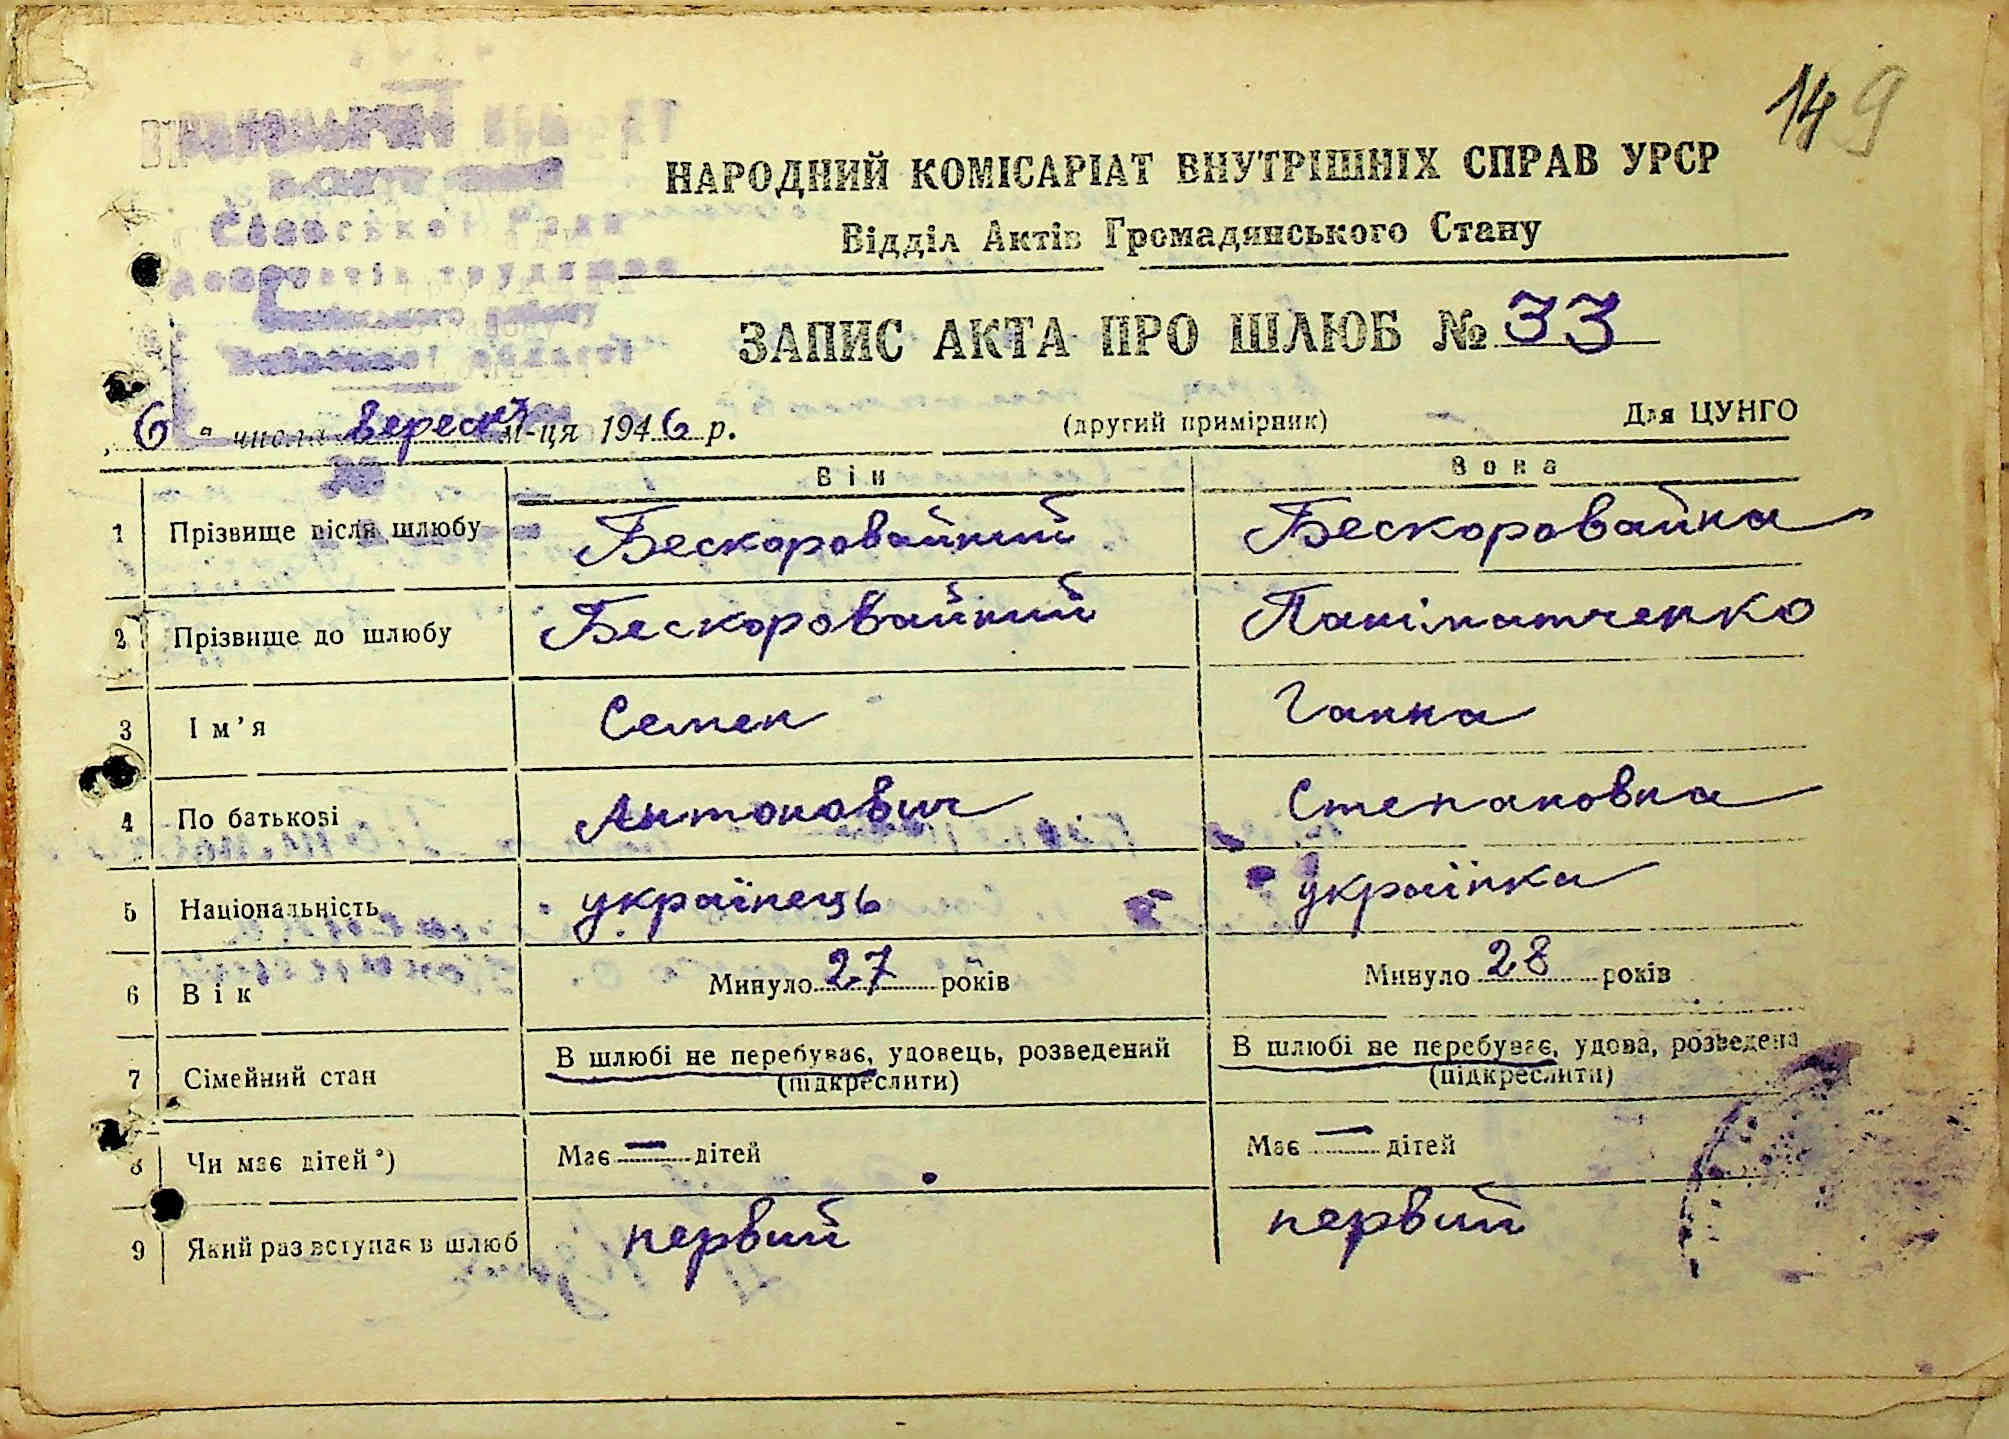 149
НАРОДНИЙ КОМІСАРІАТ ВНУТРІШНІХ СПРАВ УРСР
Відділ Актів Громадянського Стану
ЗАПИС АКТА ПРО ШЛЮБ № 33
„6" числа вересня м-ця 1946 р. (другий примірник) Для ЦУНГО
Він Вона
1 Прізвище після шлюбу Бескоровайний Бескоровайна
2 Прізвище до шлюбу Бескоровайний
3 Ім'я Семен Ганна
4 По батькові Антонович Степановна
5 Національність українець українка
6 Вік Минуло 27 років Минуло 28 років
7 Сімейний стан В шлюбі не перебуває, удовець, розведений В шлюбі не перебуває, удова, розведена
(підкреслити) (підкреслити)
8 Чи має дітей*) Має — дітей Має — дітей
9 Який раз вступає в шлюб первий первий